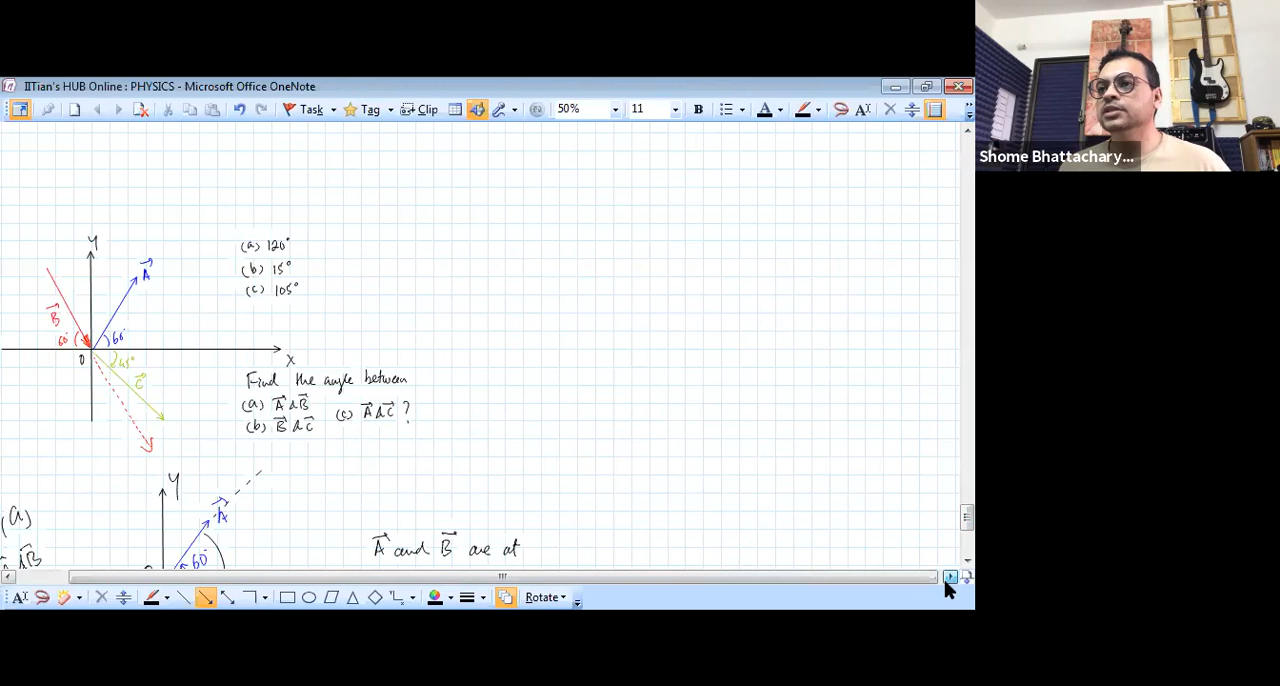 IITian's HUB Online : PHYSICS - Microsoft Office OneNote
Task Tag Clip 50% 11 B A
Shome Bhattachary...
Y
A
(a) 120°
(b) 15°
(c) 105°
B
60° 60°
O 45° X
C
Find the angle between
(a) A & B (c) A & C ?
(b) B & C
Y
(a)
A
A & B
60°
A and B are at
Rotate